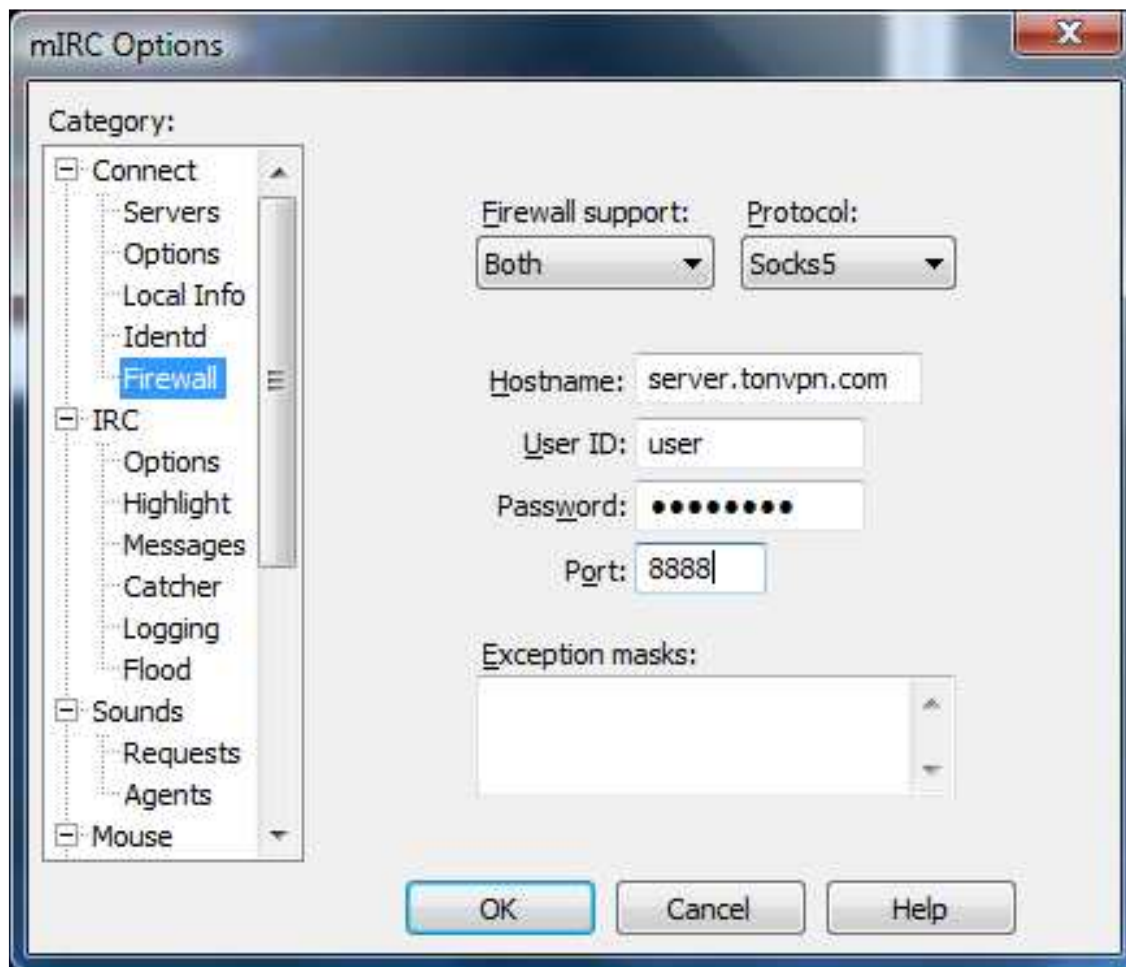 mIRC Options
Category:
Connect
Servers
Options
Local Info
Identd
Firewall
IRC
Options
Highlight
Messages
Catcher
Logging
Flood
Sounds
Requests
Agents
Mouse
Firewall support: Protocol:
Both Socks5
Hostname: server.tonvpn.com
User ID: user
Password: ●●●●●●●●
Port: 8888
Exception masks:
OK Cancel Help